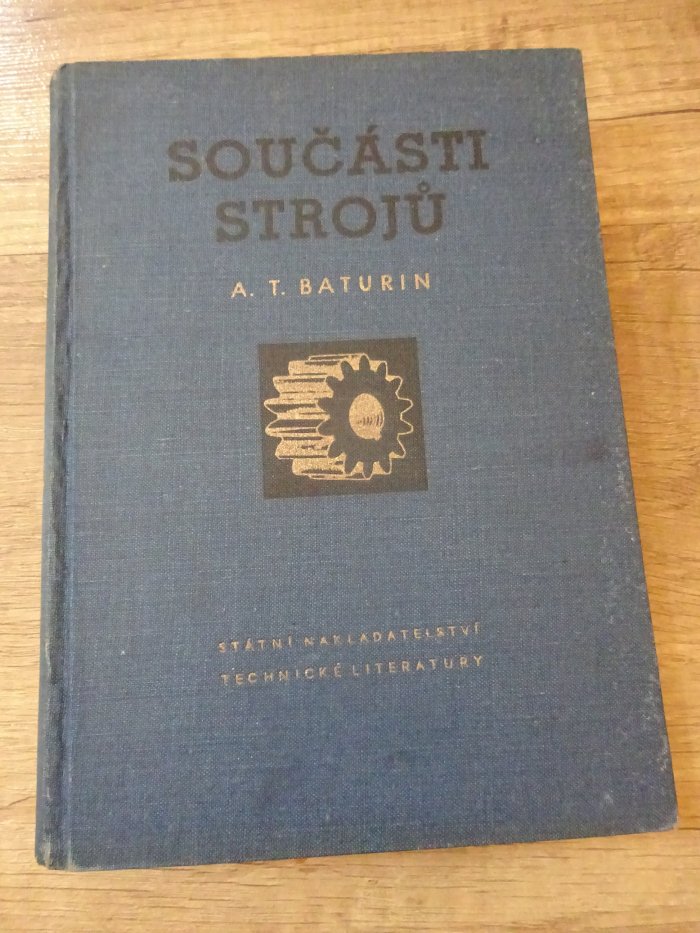 SOUČÁSTI
STROJŮ
A. T. BATURIN
STÁTNÍ NAKLADATELSTVÍ
TECHNICKÉ LITERATURY